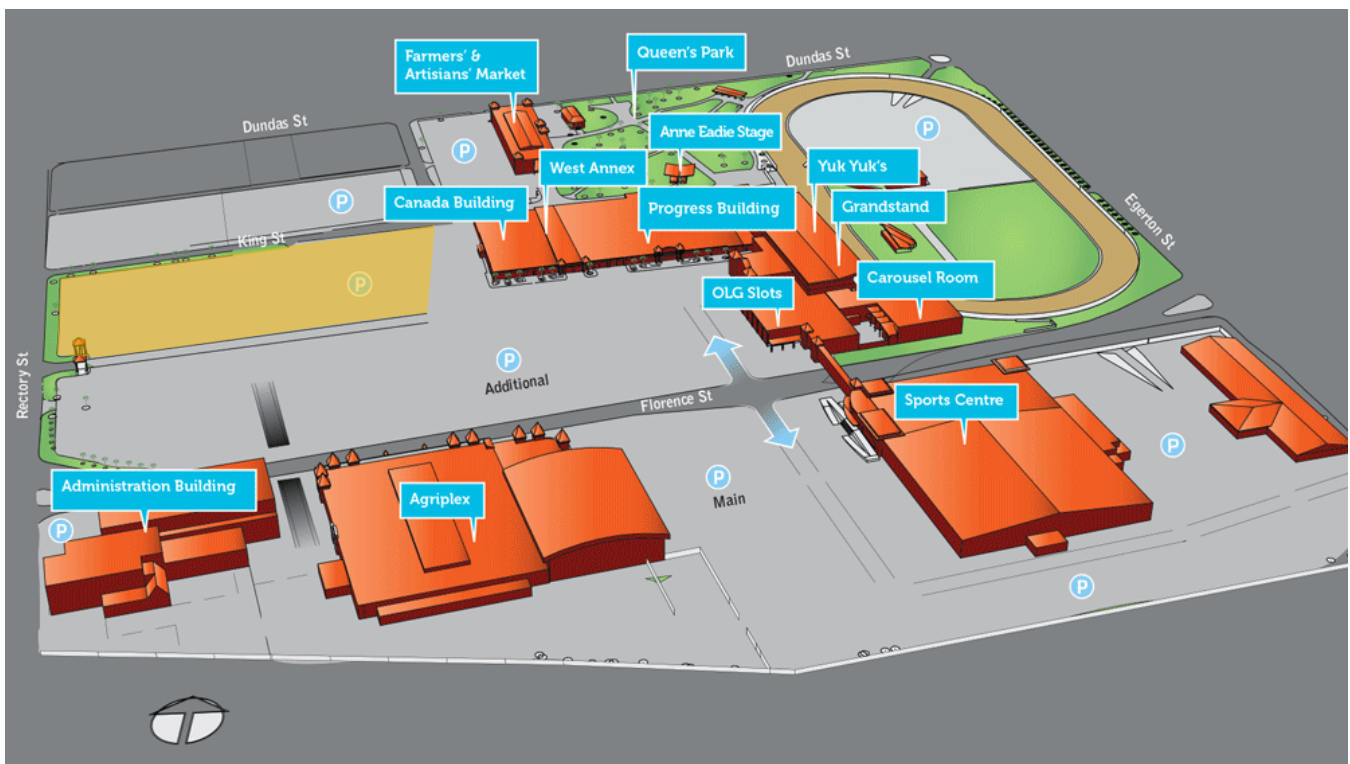 Farmers' &
Artisians' Market
Queen's Park
Dundas St
Dundas St
P
P
Anne Eadie Stage
P
West Annex
Yuk Yuk's
P
Canada Building
Progress Building
Grandstand
Egerton St
King St
P
OLG Slots
Carousel Room
Rectory St
P
Additional
Florence St
Sports Centre
P
Administration Building
Agriplex
P
Main
P
P